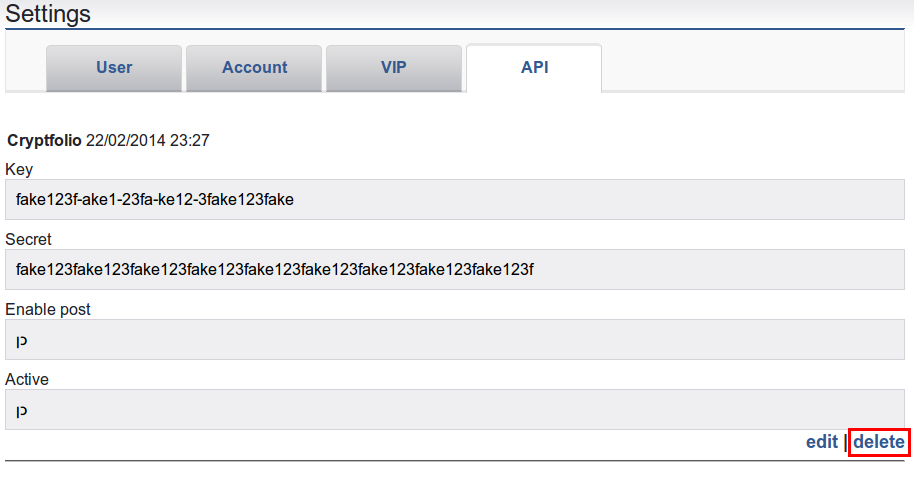 Settings
User Account VIP API
Cryptfolio 22/02/2014 23:27
Key
fake123f-ake1-23fa-ke12-3fake123fake
Secret
fake123fake123fake123fake123fake123fake123fake123fake123fake123f
Enable post
כן
Active
כן
edit | delete